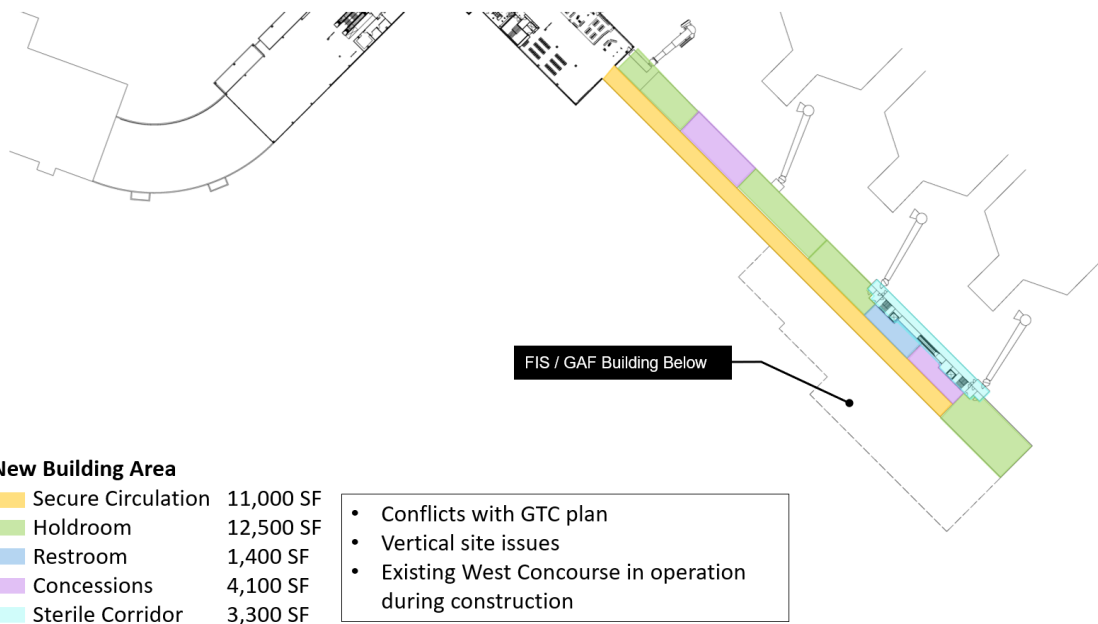 FIS / GAF Building Below
New Building Area
Secure Circulation 11,000 SF
Holdroom 12,500 SF
Restroom 1,400 SF
Concessions 4,100 SF
Sterile Corridor 3,300 SF
• Conflicts with GTC plan
• Vertical site issues
• Existing West Concourse in operation
during construction